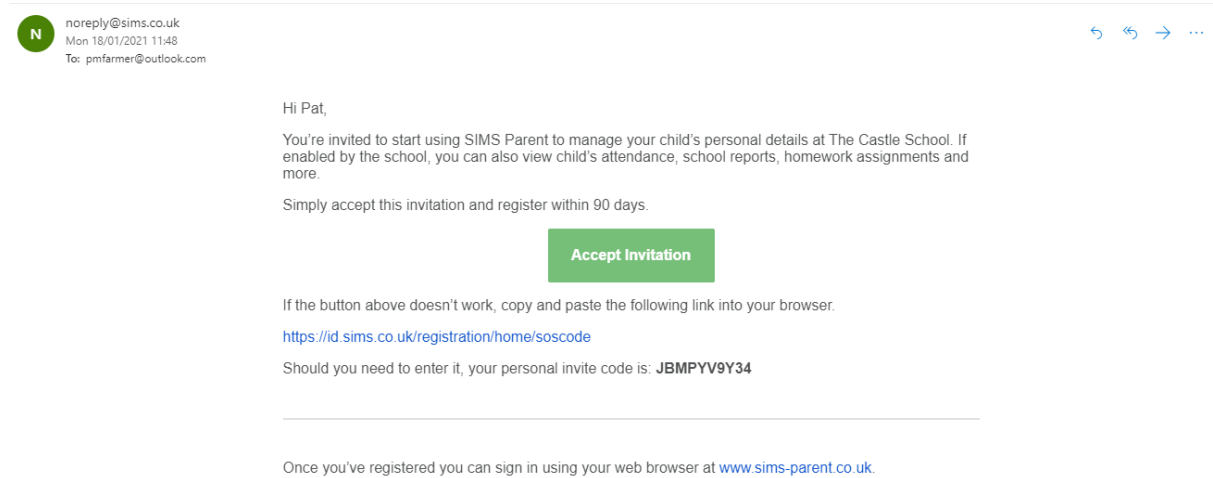 N
noreply@sims.co.uk
Mon 18/01/2021 11:48
To: pmfarmer@outlook.com
Hi Pat,
You're invited to start using SIMS Parent to manage your child's personal details at The Castle School. If
enabled by the school, you can also view child's attendance, school reports, homework assignments and
more.
Simply accept this invitation and register within 90 days.
Accept Invitation
If the button above doesn't work, copy and paste the following link into your browser.
https://id.sims.co.uk/registration/home/soscode
Should you need to enter it, your personal invite code is: JBMPYV9Y34
Once you've registered you can sign in using your web browser at www.sims-parent.co.uk.